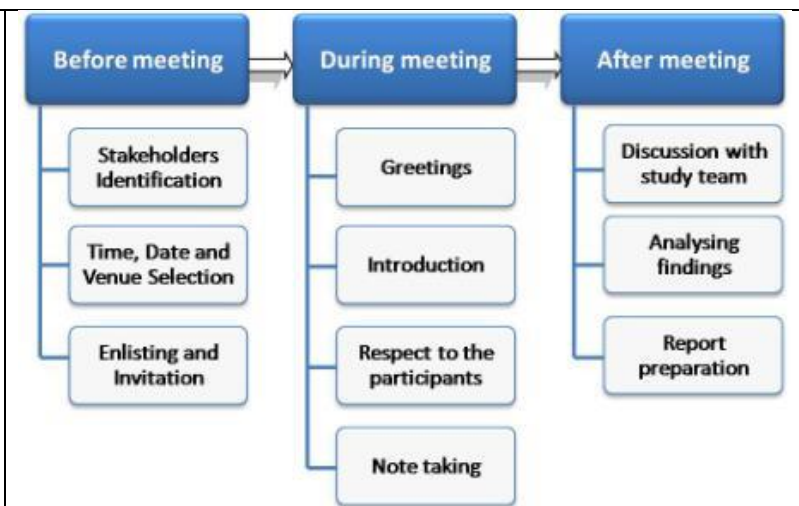 Before meeting
Stakeholders
Identification
Time, Date and
Venue Selection
Enlisting and
Invitation
During meeting
Greetings
Introduction
Respect to the
participants
Note taking
After meeting
Discussion with
study team
Analysing
findings
Report
preparation